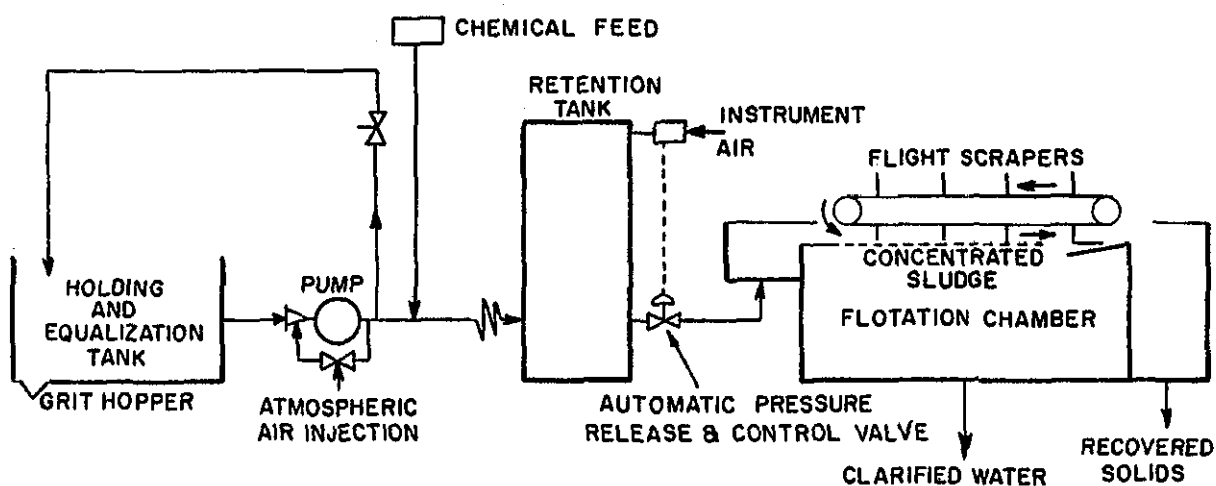 CHEMICAL FEED
RETENTION
TANK
INSTRUMENT
AIR
FLIGHT SCRAPERS
HOLDING
AND
EQUALIZATION
TANK
PUMP
CONCENTRATED
SLUDGE
FLOTATION CHAMBER
GRIT HOPPER
ATMOSPHERIC
AIR INJECTION
AUTOMATIC PRESSURE
RELEASE & CONTROL VALVE
CLARIFIED WATER
RECOVERED
SOLIDS